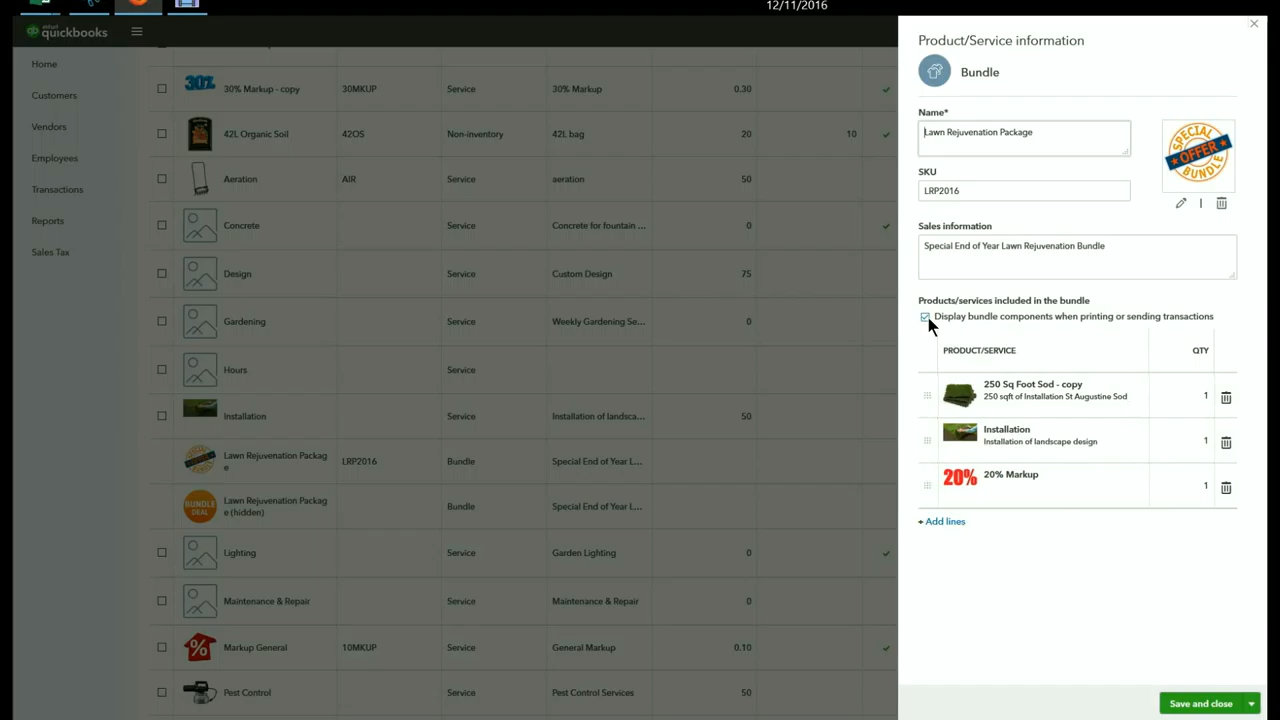 12/11/2016
intuit
quickbooks
Home
Customers
Vendors
Employees
Transactions
Reports
Sales Tax
30%
30% Markup - copy 30MKUP Service 30% Markup 0.30
42L Organic Soil 42OS Non-inventory 42L bag 20 10
Aeration AIR Service aeration 50
Concrete Service Concrete for fountain ... 0
Design Service Custom Design 75
Gardening Service Weekly Gardening Se...
Hours Service
Installation Service Installation of landsca... 50
Lawn Rejuvenation Packag
e LRP2016 Bundle Special End of Year L...
BUNDLE
DEAL
Lawn Rejuvenation Packag
e (hidden) Bundle Special End of Year L...
Lighting Service Garden Lighting 0
Maintenance & Repair Service Maintenance & Repair 0
% Markup General 10MKUP Service General Markup 0.10
Pest Control Service Pest Control Services 50
Product/Service information
Bundle
Name*
Lawn Rejuvenation Package
SPECIAL
OFFER
BUNDLE
SKU
LRP2016
Sales information
Special End of Year Lawn Rejuvenation Bundle
Products/services included in the bundle
Display bundle components when printing or sending transactions
PRODUCT/SERVICE QTY
250 Sq Foot Sod - copy
250 sqft of Installation St Augustine Sod 1
Installation
Installation of landscape design 1
20% 20% Markup 1
+ Add lines
Save and close